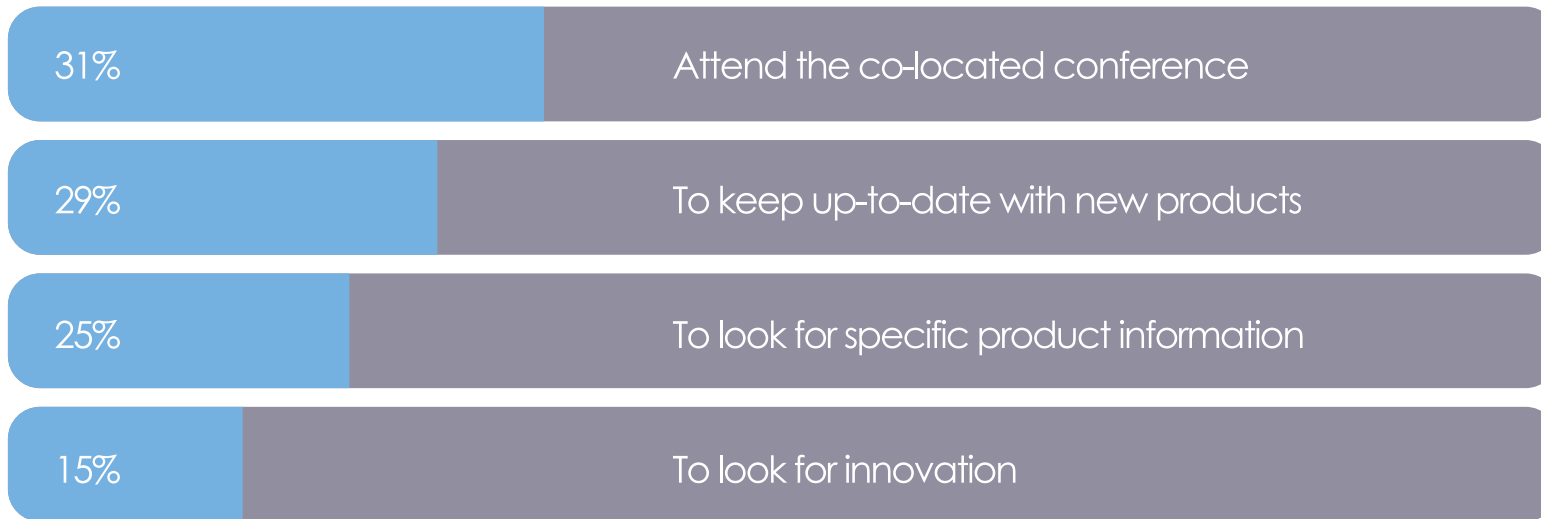 31% Attend the co-located conference
29% To keep up-to-date with new products
25% To look for specific product information
15% To look for innovation